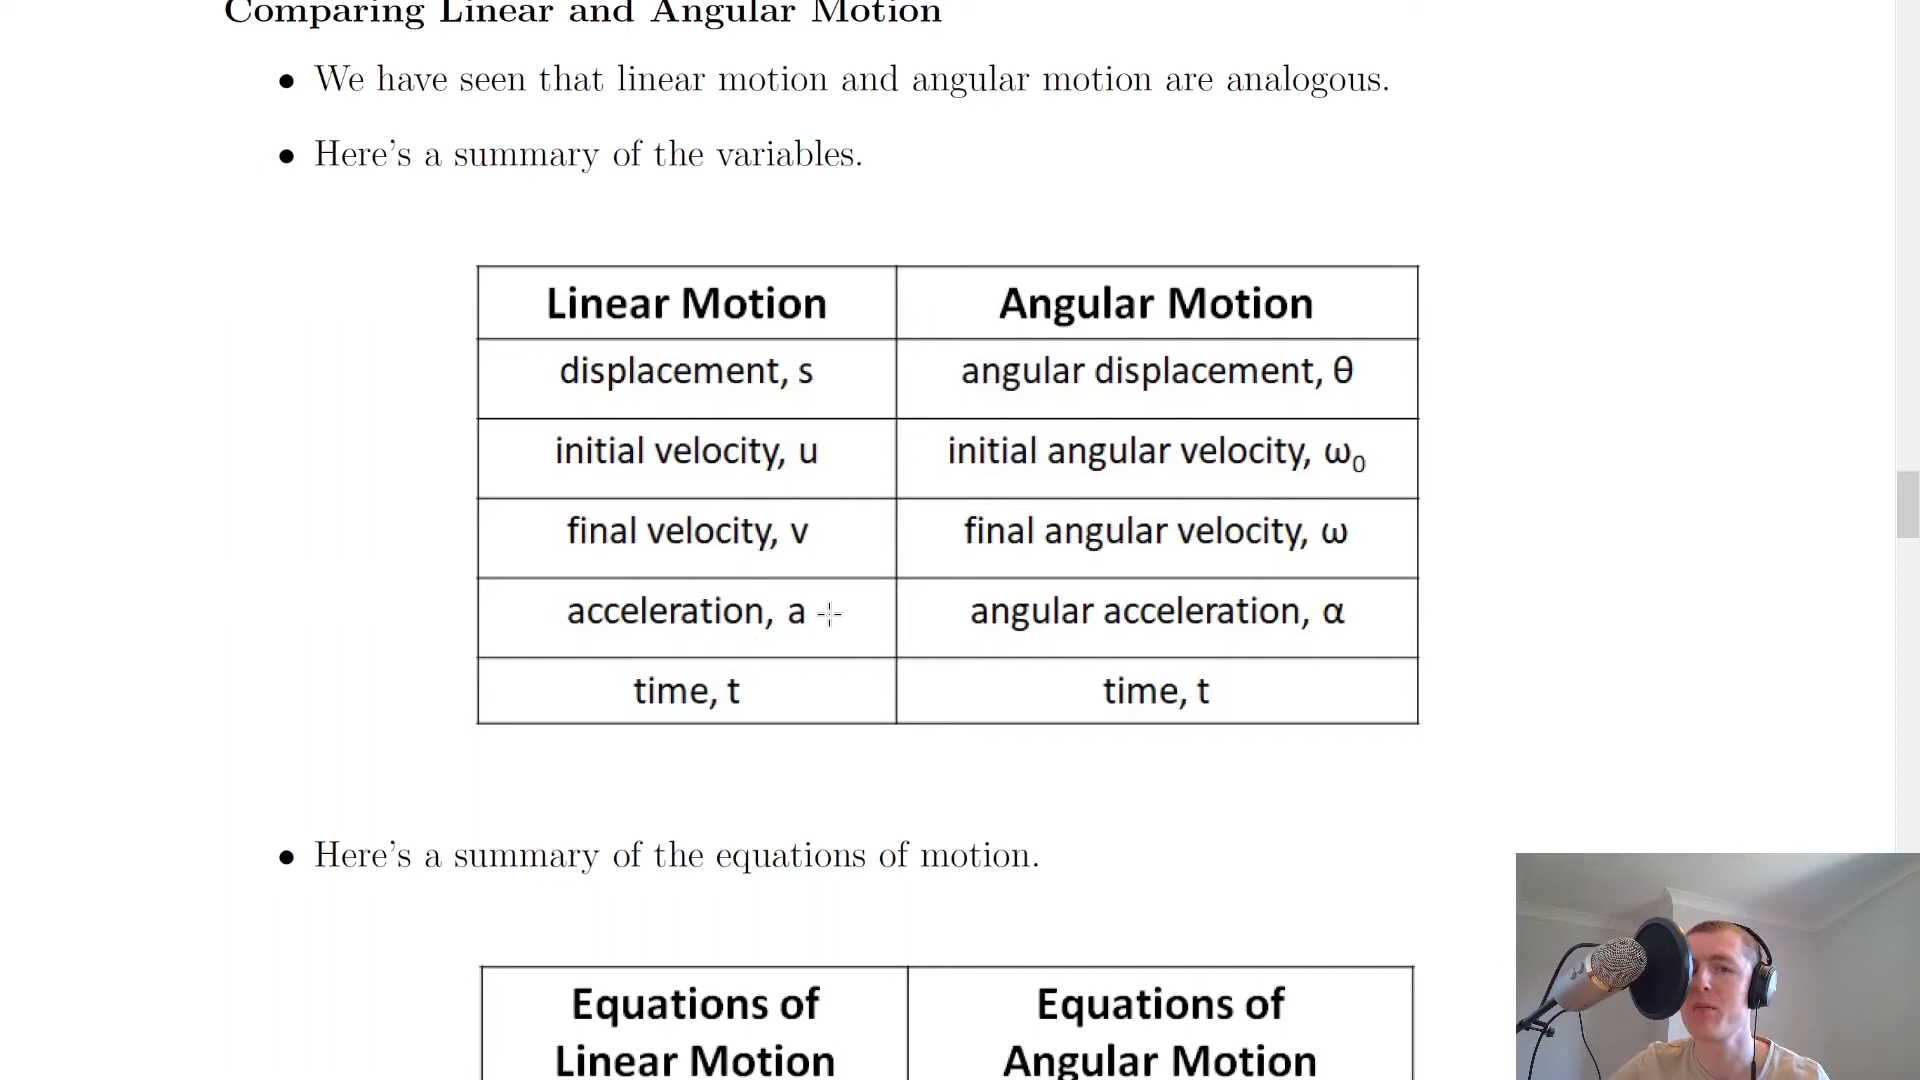 Comparing Linear and Angular Motion
• We have seen that linear motion and angular motion are analogous.
• Here's a summary of the variables.
Linear Motion Angular Motion
displacement, s angular displacement, θ
initial velocity, u initial angular velocity, ω₀
final velocity, v final angular velocity, ω
acceleration, a angular acceleration, α
time, t time, t
• Here's a summary of the equations of motion.
Equations of Equations of
Linear Motion Angular Motion